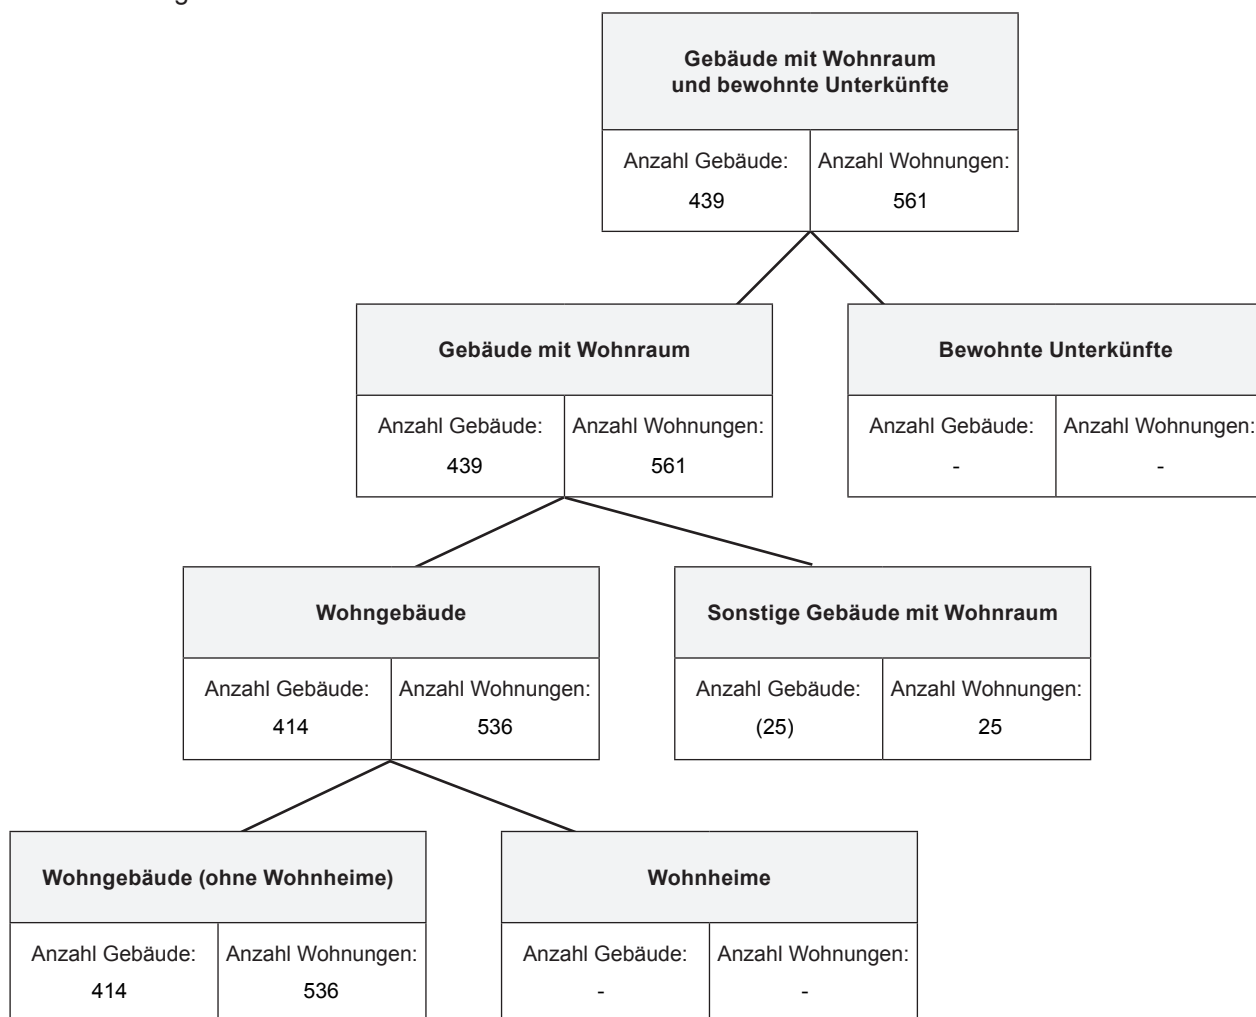 Gebäude mit Wohnraum
und bewohnte Unterkünfte
Anzahl Gebäude: Anzahl Wohnungen:
439 561
Gebäude mit Wohnraum
Bewohnte Unterkünfte
Anzahl Gebäude: Anzahl Wohnungen:
439 561
Anzahl Gebäude: Anzahl Wohnungen:
- -
Wohngebäude
Sonstige Gebäude mit Wohnraum
Anzahl Gebäude: Anzahl Wohnungen:
414 536
Anzahl Gebäude: Anzahl Wohnungen:
(25) 25
Wohngebäude (ohne Wohnheime)
Wohnheime
Anzahl Gebäude: Anzahl Wohnungen:
414 536
Anzahl Gebäude: Anzahl Wohnungen:
- -